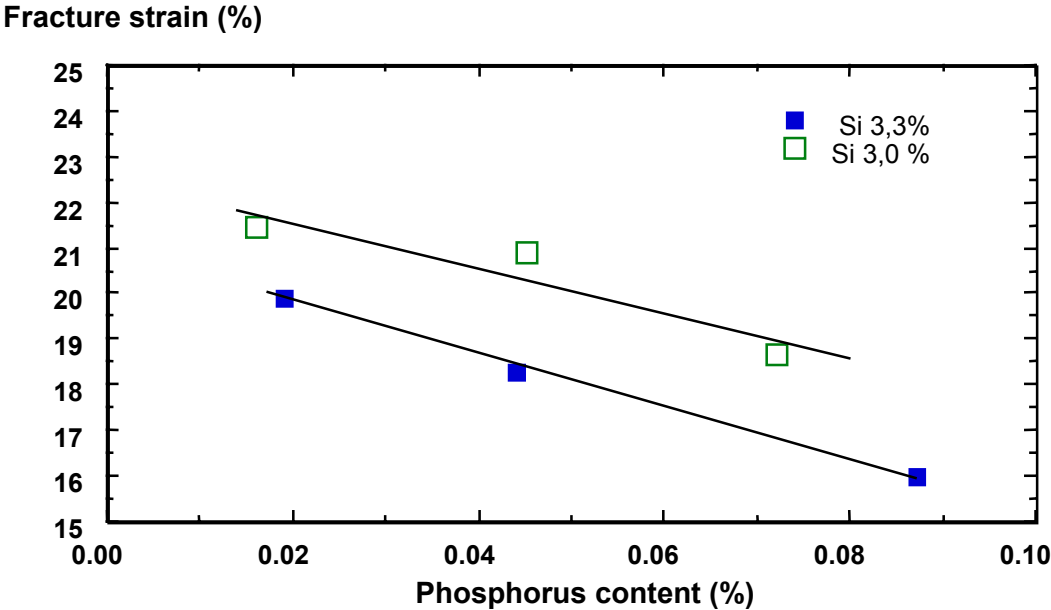 Fracture strain (%)
25
24
23
22
21
20
19
18
17
16
15
Si 3,3%
Si 3,0 %
0.00 0.02 0.04 0.06 0.08 0.10
Phosphorus content (%)